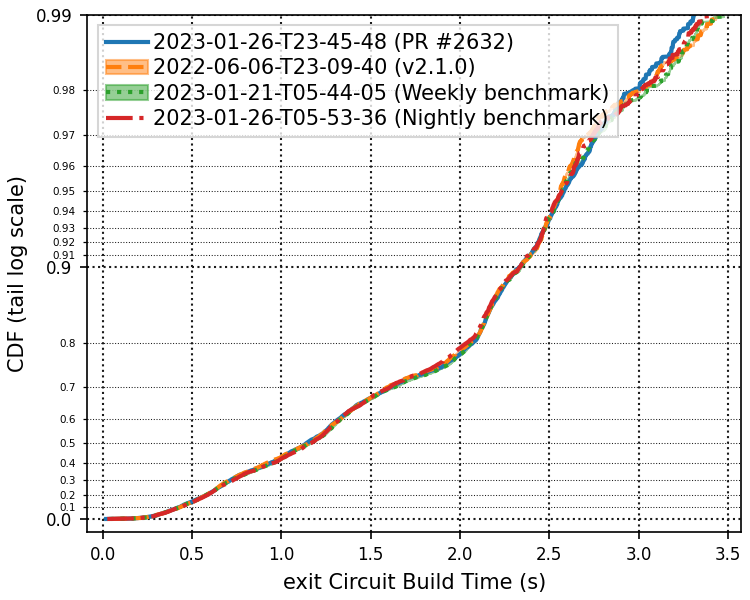 0.99
2023-01-26-T23-45-48 (PR #2632)
2022-06-06-T23-09-40 (v2.1.0)
2023-01-21-T05-44-05 (Weekly benchmark)
2023-01-26-T05-53-36 (Nightly benchmark)
0.98
0.97
0.96
0.95
0.94
0.93
0.92
0.91
0.9
0.8
0.7
0.6
0.5
0.4
0.3
0.2
0.1
0.0
CDF (tail log scale)
0.0 0.5 1.0 1.5 2.0 2.5 3.0 3.5
exit Circuit Build Time (s)